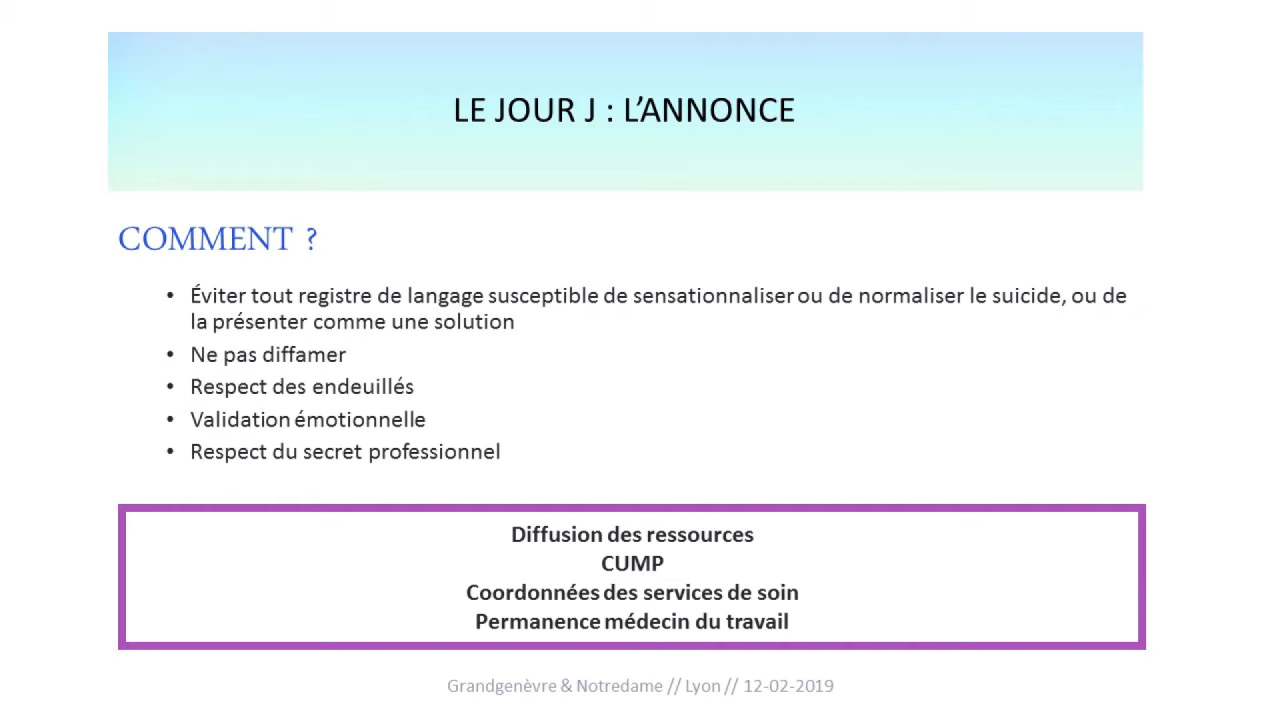 LE JOUR J : L’ANNONCE
COMMENT ?
• Éviter tout registre de langage susceptible de sensationnaliser ou de normaliser le suicide, ou de
la présenter comme une solution
• Ne pas diffamer
• Respect des endeuillés
• Validation émotionnelle
• Respect du secret professionnel
Diffusion des ressources
CUMP
Coordonnées des services de soin
Permanence médecin du travail
Grandgenèvre & Notredame // Lyon // 12-02-2019